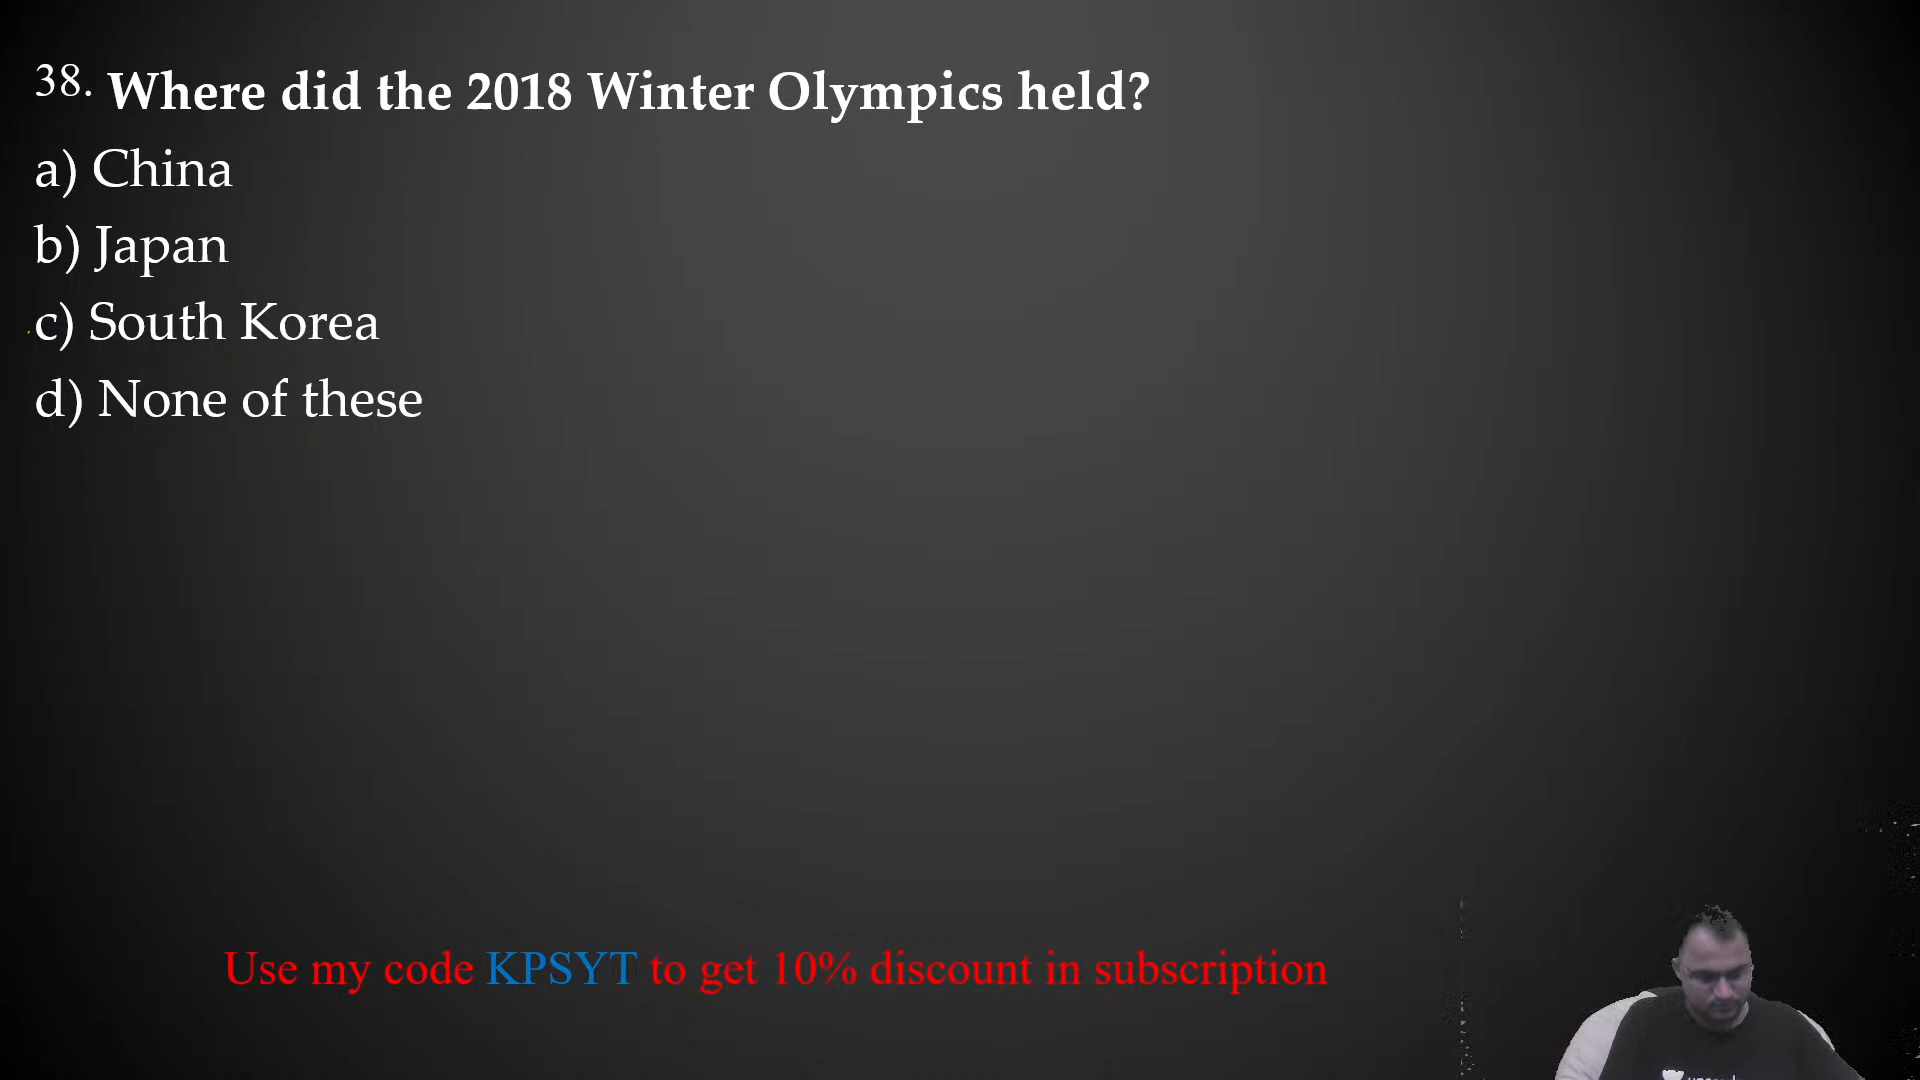 38. Where did the 2018 Winter Olympics held?
a) China
b) Japan
c) South Korea
d) None of these
Use my code KPSYT to get 10% discount in subscription